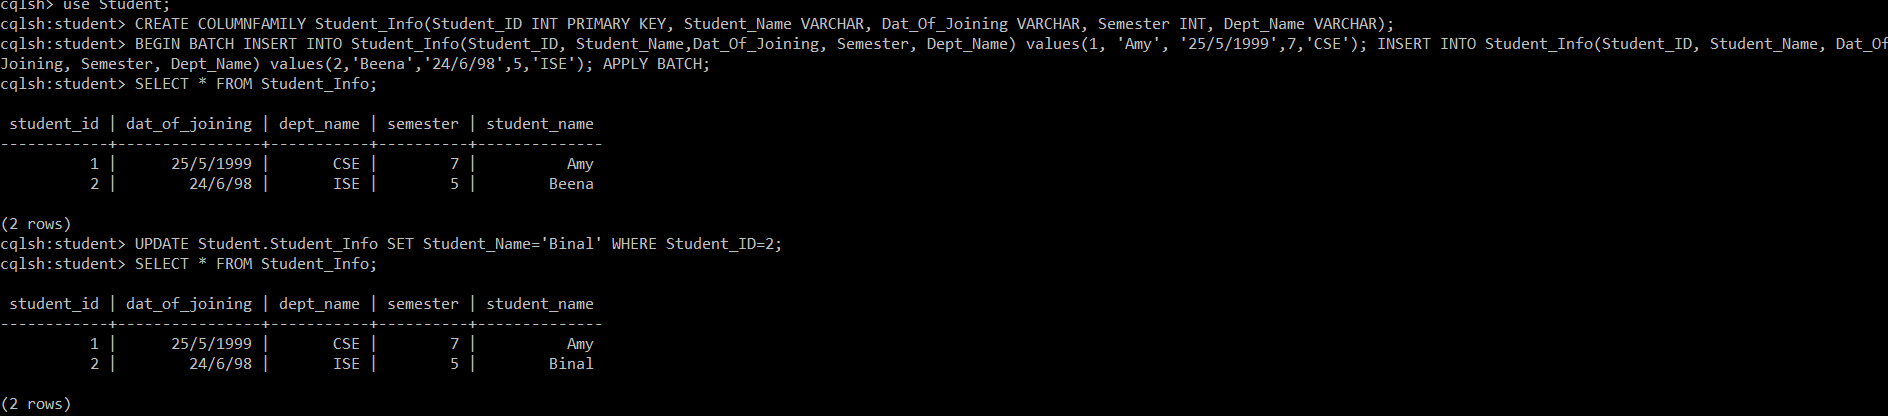 cqlsh> use Student;
cqlsh:student> CREATE COLUMNFAMILY Student_Info(Student_ID INT PRIMARY KEY, Student_Name VARCHAR, Dat_Of_Joining VARCHAR, Semester INT, Dept_Name VARCHAR);
cqlsh:student> BEGIN BATCH INSERT INTO Student_Info(Student_ID, Student_Name,Dat_Of_Joining, Semester, Dept_Name) values(1, 'Amy', '25/5/1999',7,'CSE'); INSERT INTO Student_Info(Student_ID, Student_Name, Dat_Of
Joining, Semester, Dept_Name) values(2,'Beena','24/6/98',5,'ISE'); APPLY BATCH;
cqlsh:student> SELECT * FROM Student_Info;
 student_id | dat_of_joining | dept_name | semester | student_name
------------+----------------+-----------+----------+--------------
          1 |      25/5/1999 |       CSE |        7 |          Amy
          2 |        24/6/98 |       ISE |        5 |        Beena
(2 rows)
cqlsh:student> UPDATE Student.Student_Info SET Student_Name='Binal' WHERE Student_ID=2;
cqlsh:student> SELECT * FROM Student_Info;
 student_id | dat_of_joining | dept_name | semester | student_name
------------+----------------+-----------+----------+--------------
          1 |      25/5/1999 |       CSE |        7 |          Amy
          2 |        24/6/98 |       ISE |        5 |        Binal
(2 rows)